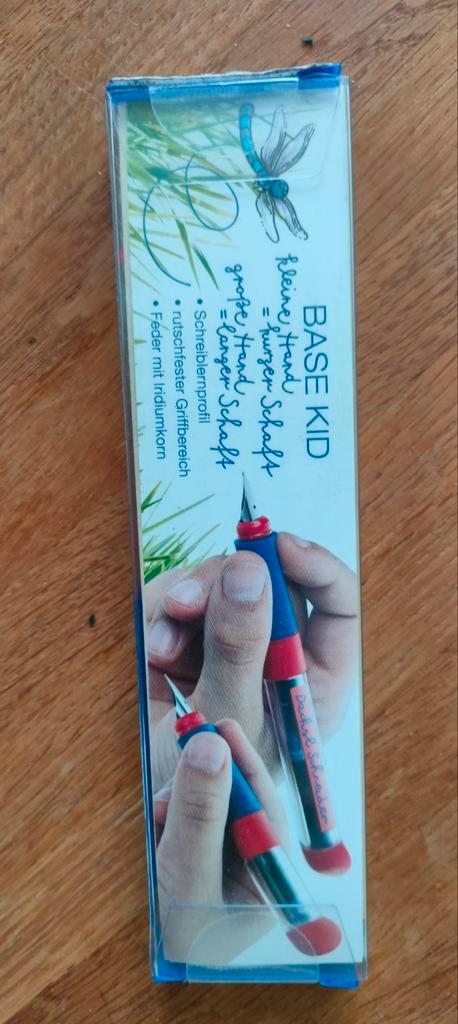 BASE KID
kleine Hand
= kurzer Schaft
große Hand
= langer Schaft
• Schreiblernprofil
• rutschfester Griffbereich
• Feder mit Iridiumkorn